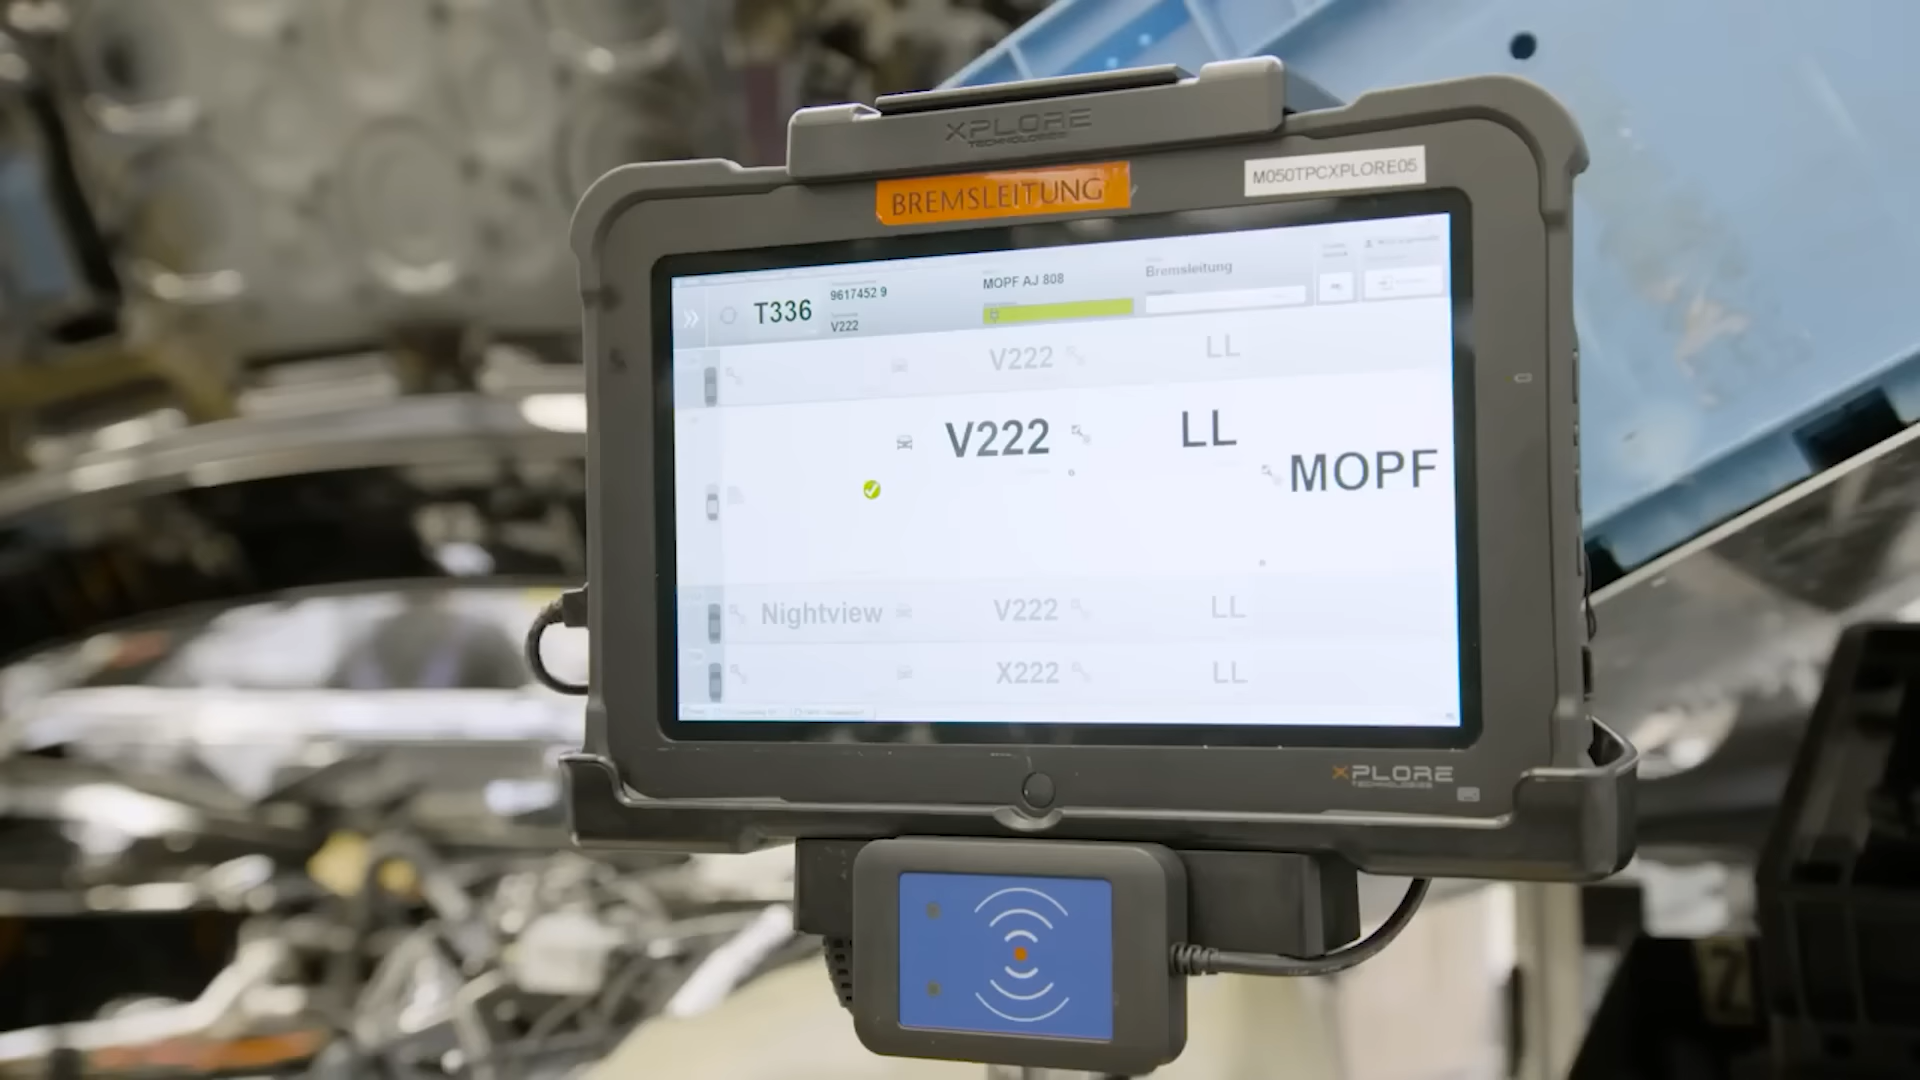 XPLORE
TECHNOLOGIES
BREMSLEITUNG
M050TPCXPLORE05
T336
9617452 9
V222
MOPF AJ 808
Bremsleitung
V222 LL
V222 LL
MOPF
Nightview V222 LL
X222 LL
XPLORE
TECHNOLOGIES